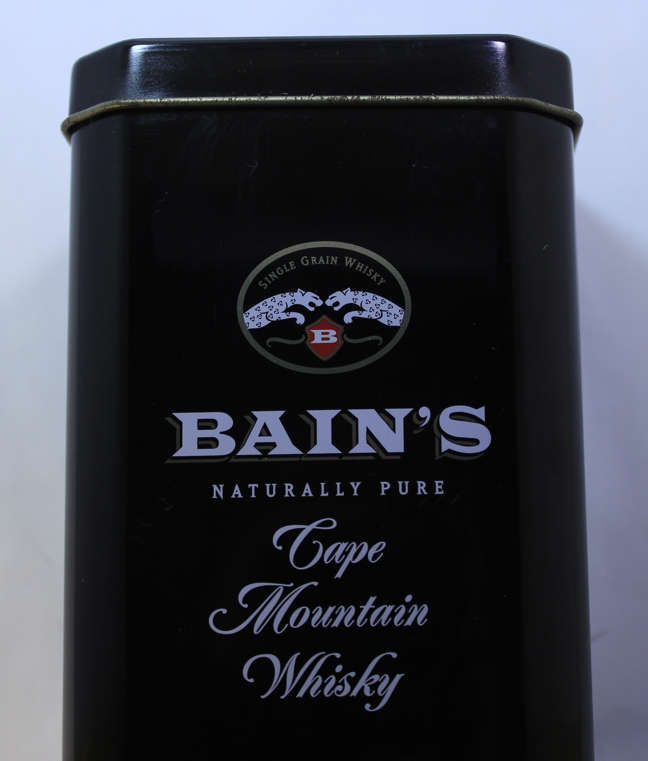 Single Grain Whisky
B
BAIN'S
NATURALLY PURE
Cape
Mountain
Whisky